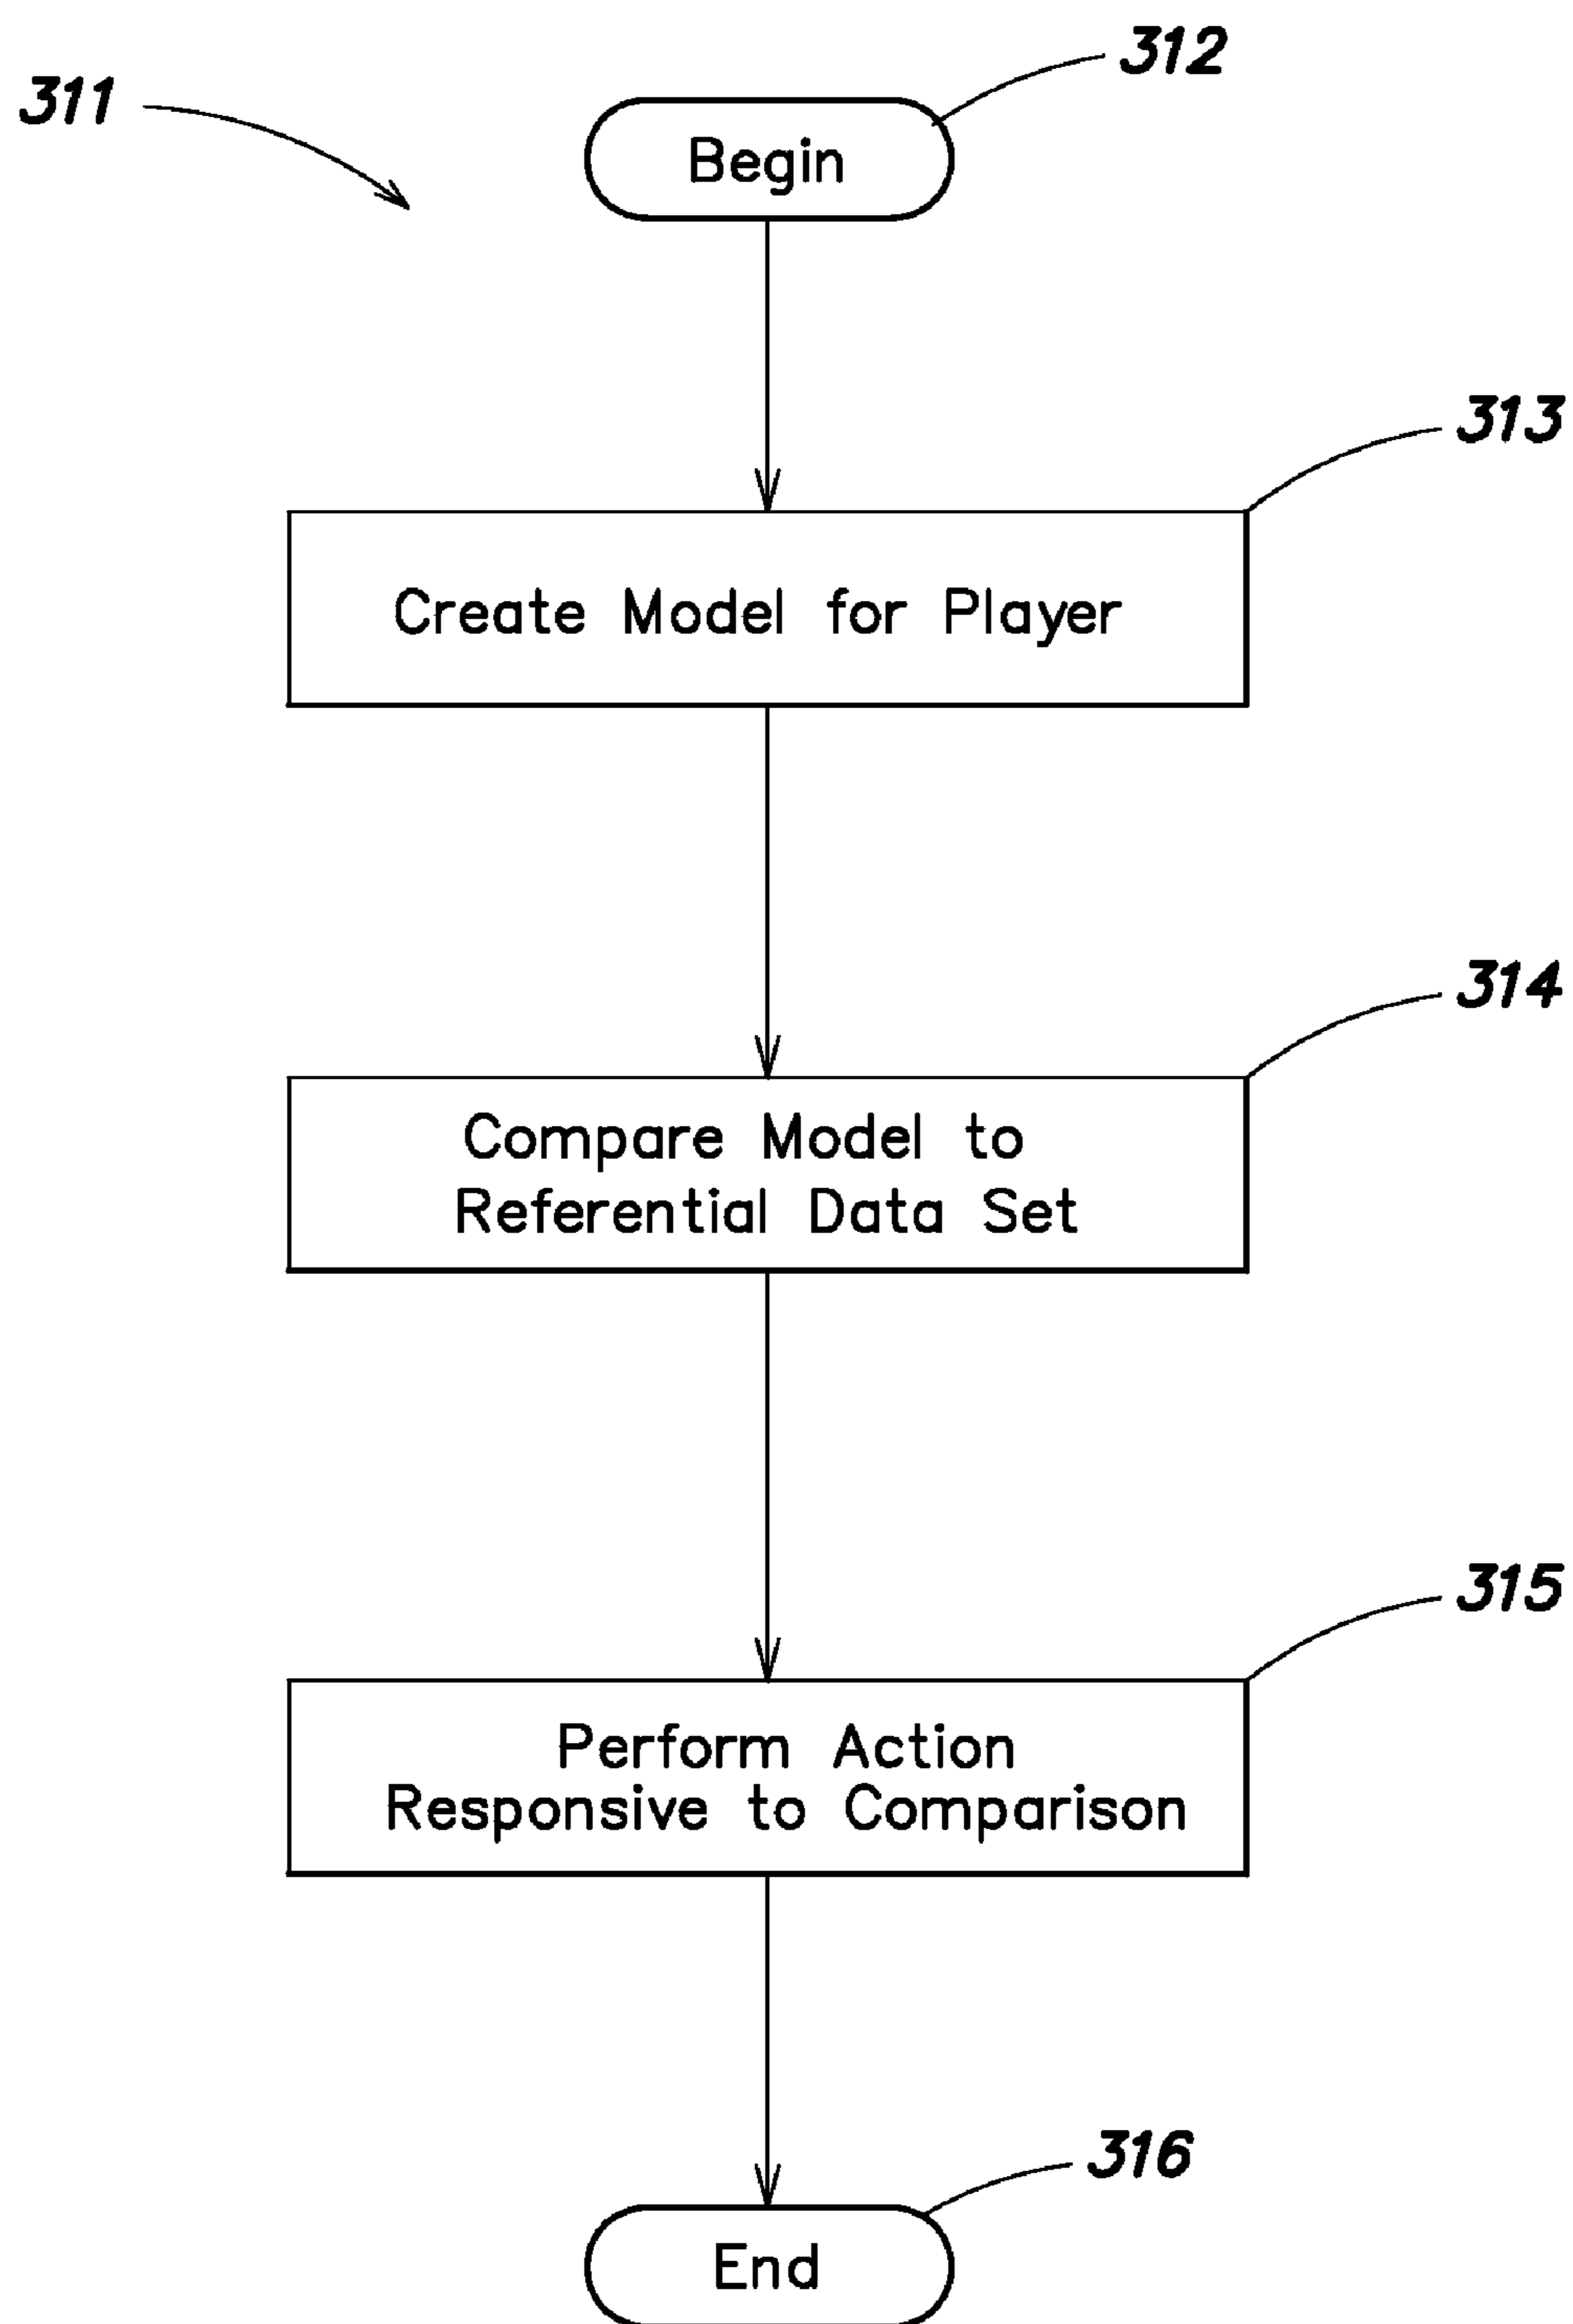 312
311
Begin
313
Create Model for Player
314
Compare Model to
Referential Data Set
315
Perform Action
Responsive to Comparison
316
End